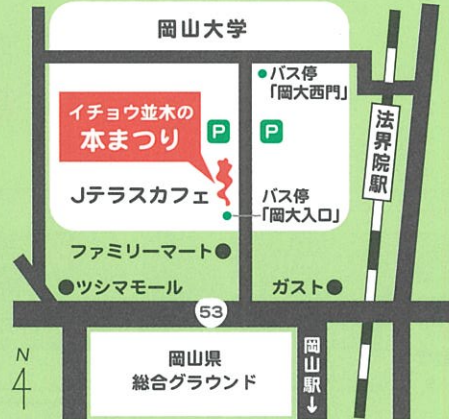 岡山大学
バス停
「岡大西門」
イチョウ並木の
本まつり
P
P
法界院駅
Jテラスカフェ
バス停
「岡大入口」
ファミリーマート
ツシマモール
ガスト
53
岡山県
総合グラウンド
岡山駅↓
N